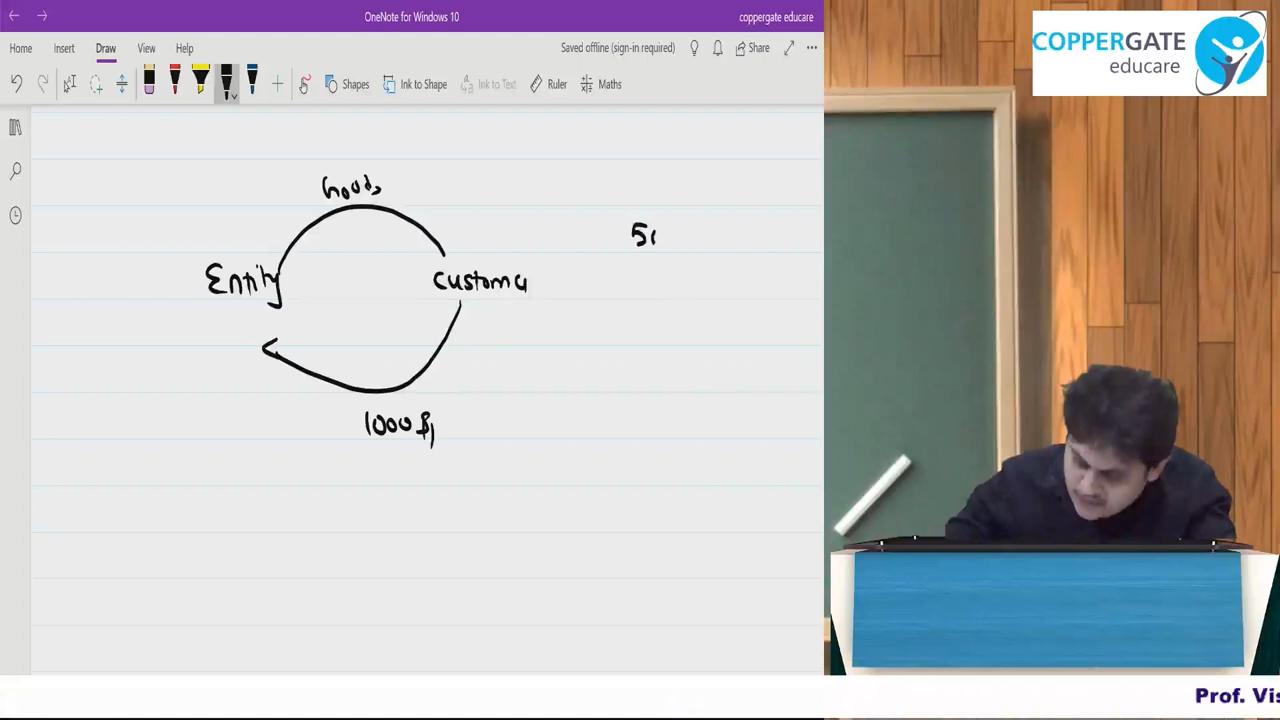 OneNote for Windows 10
coppergate educare
Home Insert Draw View Help
Saved offline (sign-in required)
Share
Shapes
Ink to Shape
Ink to Text
Ruler
Maths
COPPERGATE
educare
Goods
Entity
Custome
1000 $
Prof. Vis